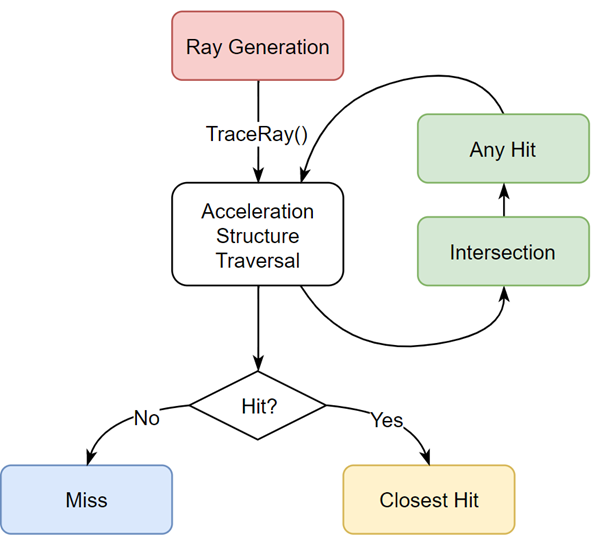 Ray Generation
TraceRay()
Any Hit
Acceleration
Structure
Traversal
Intersection
Hit?
No
Yes
Miss
Closest Hit